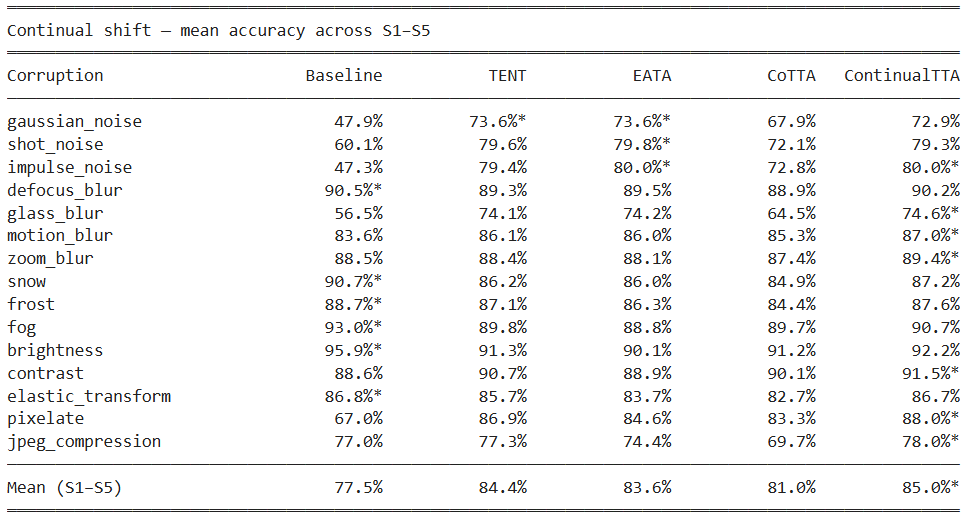 Continual shift — mean accuracy across S1–S5
Corruption Baseline TENT EATA CoTTA ContinualTTA
gaussian_noise 47.9% 73.6%* 73.6%* 67.9% 72.9%
shot_noise 60.1% 79.6% 79.8%* 72.1% 79.3%
impulse_noise 47.3% 79.4% 80.0%* 72.8% 80.0%*
defocus_blur 90.5%* 89.3% 89.5% 88.9% 90.2%
glass_blur 56.5% 74.1% 74.2% 64.5% 74.6%*
motion_blur 83.6% 86.1% 86.0% 85.3% 87.0%*
zoom_blur 88.5% 88.4% 88.1% 87.4% 89.4%*
snow 90.7%* 86.2% 86.0% 84.9% 87.2%
frost 88.7%* 87.1% 86.3% 84.4% 87.6%
fog 93.0%* 89.8% 88.8% 89.7% 90.7%
brightness 95.9%* 91.3% 90.1% 91.2% 92.2%
contrast 88.6% 90.7% 88.9% 90.1% 91.5%*
elastic_transform 86.8%* 85.7% 83.7% 82.7% 86.7%
pixelate 67.0% 86.9% 84.6% 83.3% 88.0%*
jpeg_compression 77.0% 77.3% 74.4% 69.7% 78.0%*
Mean (S1–S5) 77.5% 84.4% 83.6% 81.0% 85.0%*